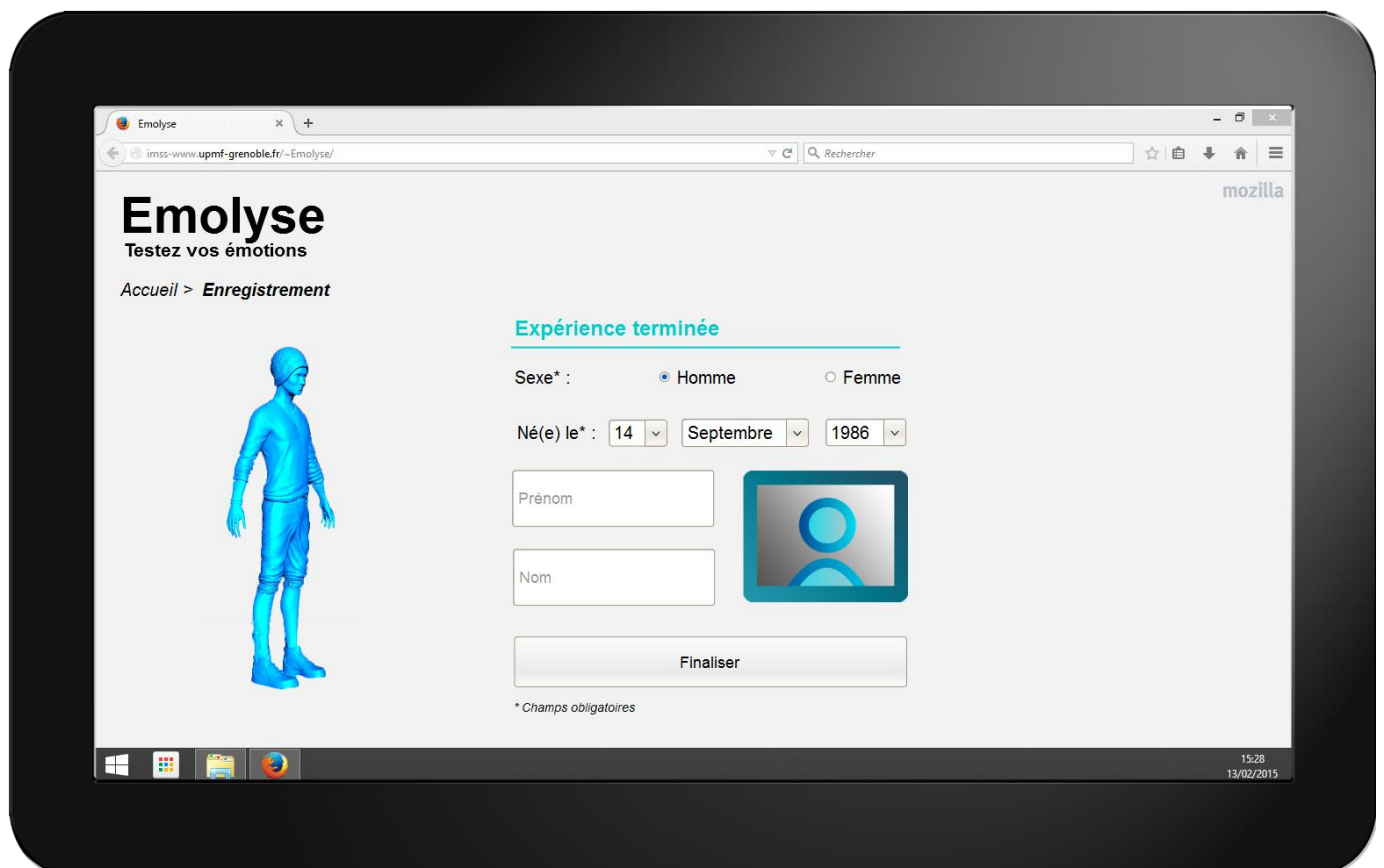 Emolyse
imss-www.upmf-grenoble.fr/~Emolyse/
Rechercher
mozilla
Emolyse
Testez vos émotions
Accueil > Enregistrement
Expérience terminée
Sexe* : Homme Femme
Né(e) le* : 14 Septembre 1986
Prénom
Nom
Finaliser
* Champs obligatoires
15:28
13/02/2015